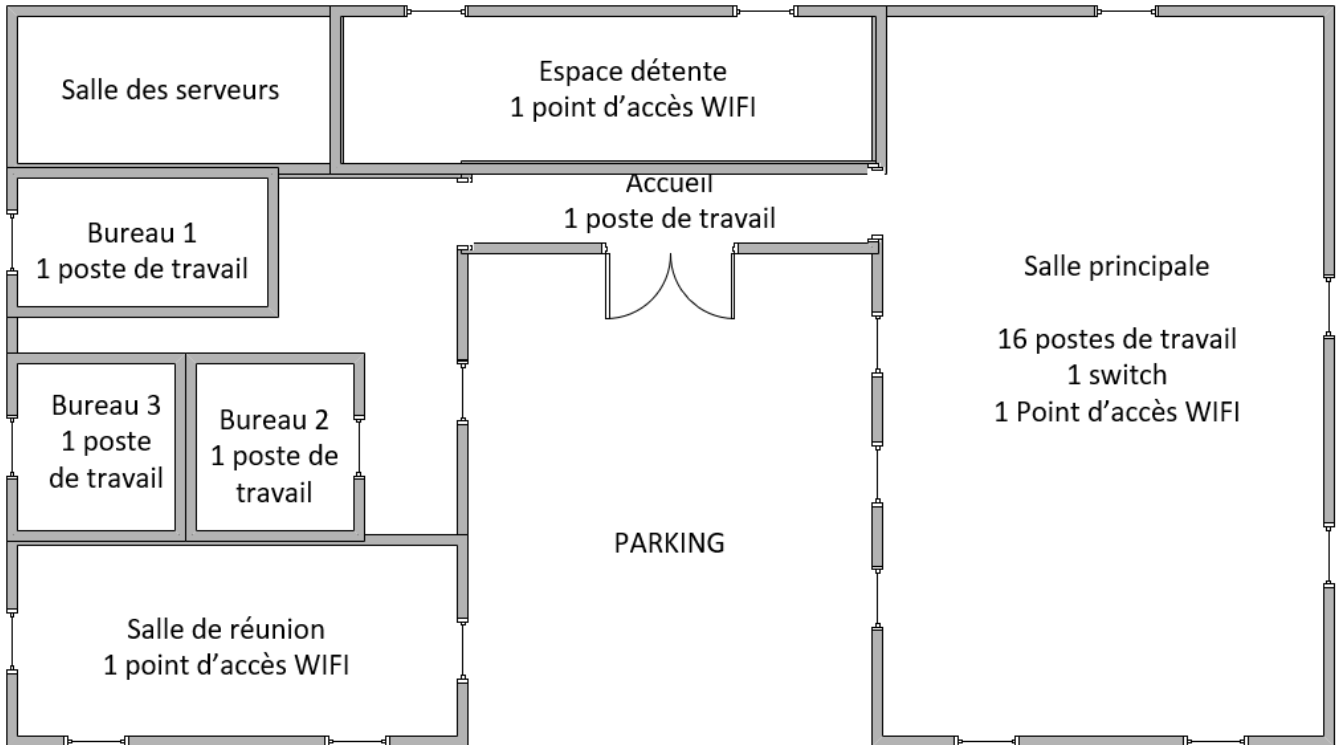 Salle des serveurs
Espace détente
1 point d’accès WIFI
Accueil
1 poste de travail
Bureau 1
1 poste de travail
Salle principale
16 postes de travail
1 switch
1 Point d’accès WIFI
Bureau 3
1 poste
de travail
Bureau 2
1 poste de
travail
PARKING
Salle de réunion
1 point d’accès WIFI